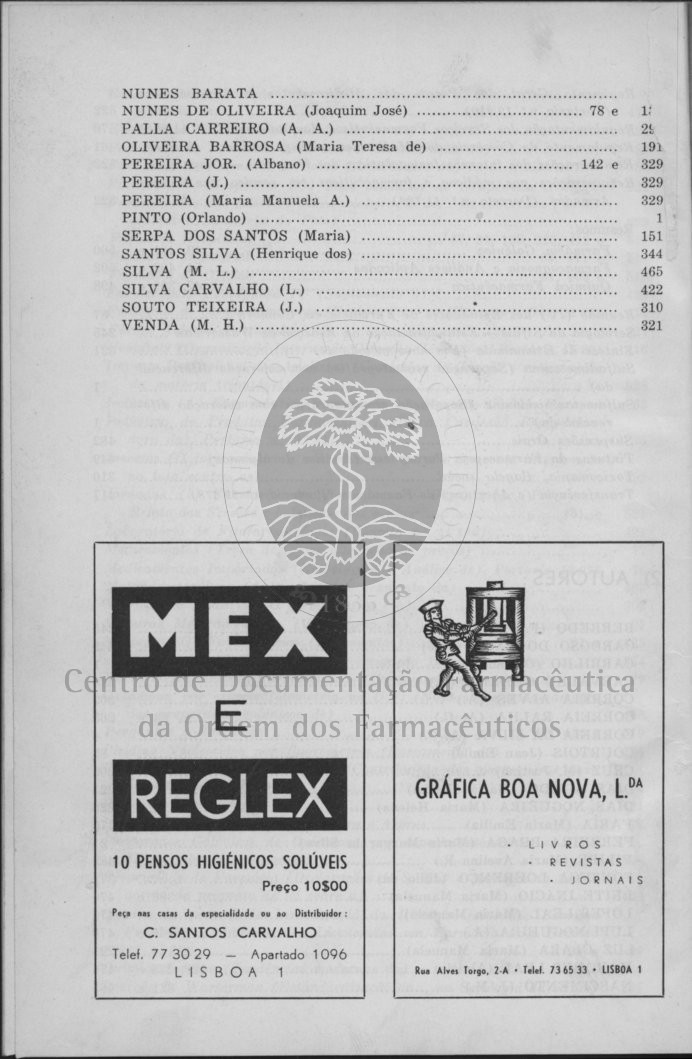 NUNES BARATA
NUNES DE OLIVEIRA (Joaquim José) 78 e
PALLA CARREIRO (A. A.)
OLIVEIRA BARROSA (Maria Teresa de) 191
PEREIRA JOR. (Albano) 142 e 329
PEREIRA (J.) 329
PEREIRA (Maria Manuela A.) 329
PINTO (Orlando) 1
SERPA DOS SANTOS (Maria) 151
SANTOS SILVA (Henrique dos) 344
SILVA (M. L.) 465
SILVA CARVALHO (L.) 422
SOUTO TEIXEIRA (J.) 310
VENDA (M. H.) 321
MEX
E
REGLEX
10 PENSOS HIGIÉNICOS SOLÚVEIS
Preço 10$00
Peça nas casas da especialidade ou ao Distribuidor:
C. SANTOS CARVALHO
Telef. 77 30 29 — Apartado 1096
LISBOA 1
GRÁFICA BOA NOVA, L.DA
· LIVROS
· REVISTAS
· JORNAIS
Rua Alves Torgo, 2-A • Telef. 73 65 33 • LISBOA 1
Centro de Documentação Farmacêutica
da Ordem dos Farmacêuticos